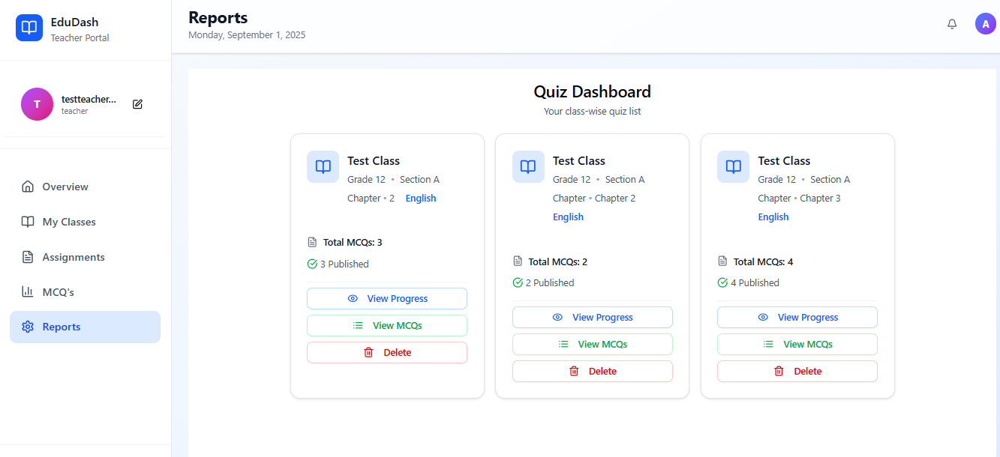 EduDash
Teacher Portal
testteacher...
teacher
Overview
My Classes
Assignments
MCQ's
Reports
Reports
Monday, September 1, 2025
A
T
Quiz Dashboard
Your class-wise quiz list
Test Class
Grade 12 • Section A
Chapter • 2 English
Total MCQs: 3
3 Published
View Progress
View MCQs
Delete
Test Class
Grade 12 • Section A
Chapter • Chapter 2
English
Total MCQs: 2
2 Published
View Progress
View MCQs
Delete
Test Class
Grade 12 • Section A
Chapter • Chapter 3
English
Total MCQs: 4
4 Published
View Progress
View MCQs
Delete